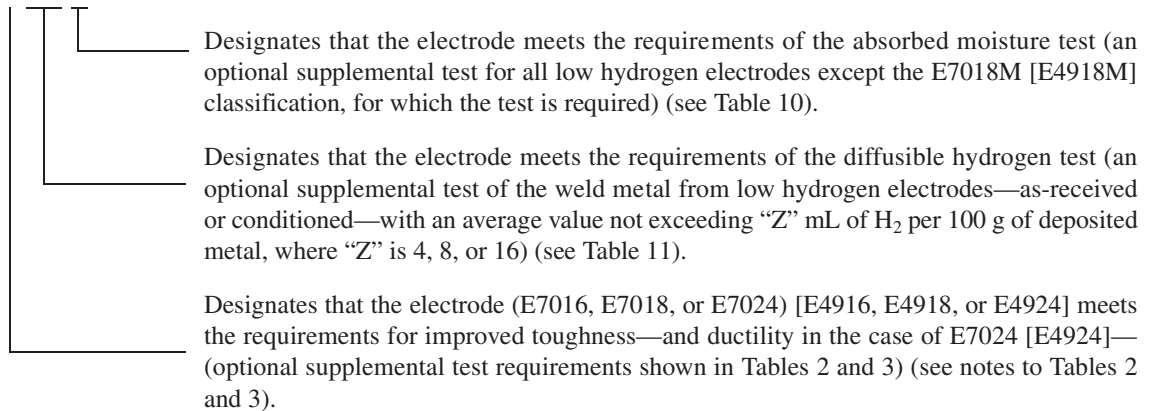 Designates that the electrode meets the requirements of the absorbed moisture test (an
optional supplemental test for all low hydrogen electrodes except the E7018M [E4918M]
classification, for which the test is required) (see Table 10).
Designates that the electrode meets the requirements of the diffusible hydrogen test (an
optional supplemental test of the weld metal from low hydrogen electrodes—as-received
or conditioned—with an average value not exceeding “Z” mL of H₂ per 100 g of deposited
metal, where “Z” is 4, 8, or 16) (see Table 11).
Designates that the electrode (E7016, E7018, or E7024) [E4916, E4918, or E4924] meets
the requirements for improved toughness—and ductility in the case of E7024 [E4924]—
(optional supplemental test requirements shown in Tables 2 and 3) (see notes to Tables 2
and 3).